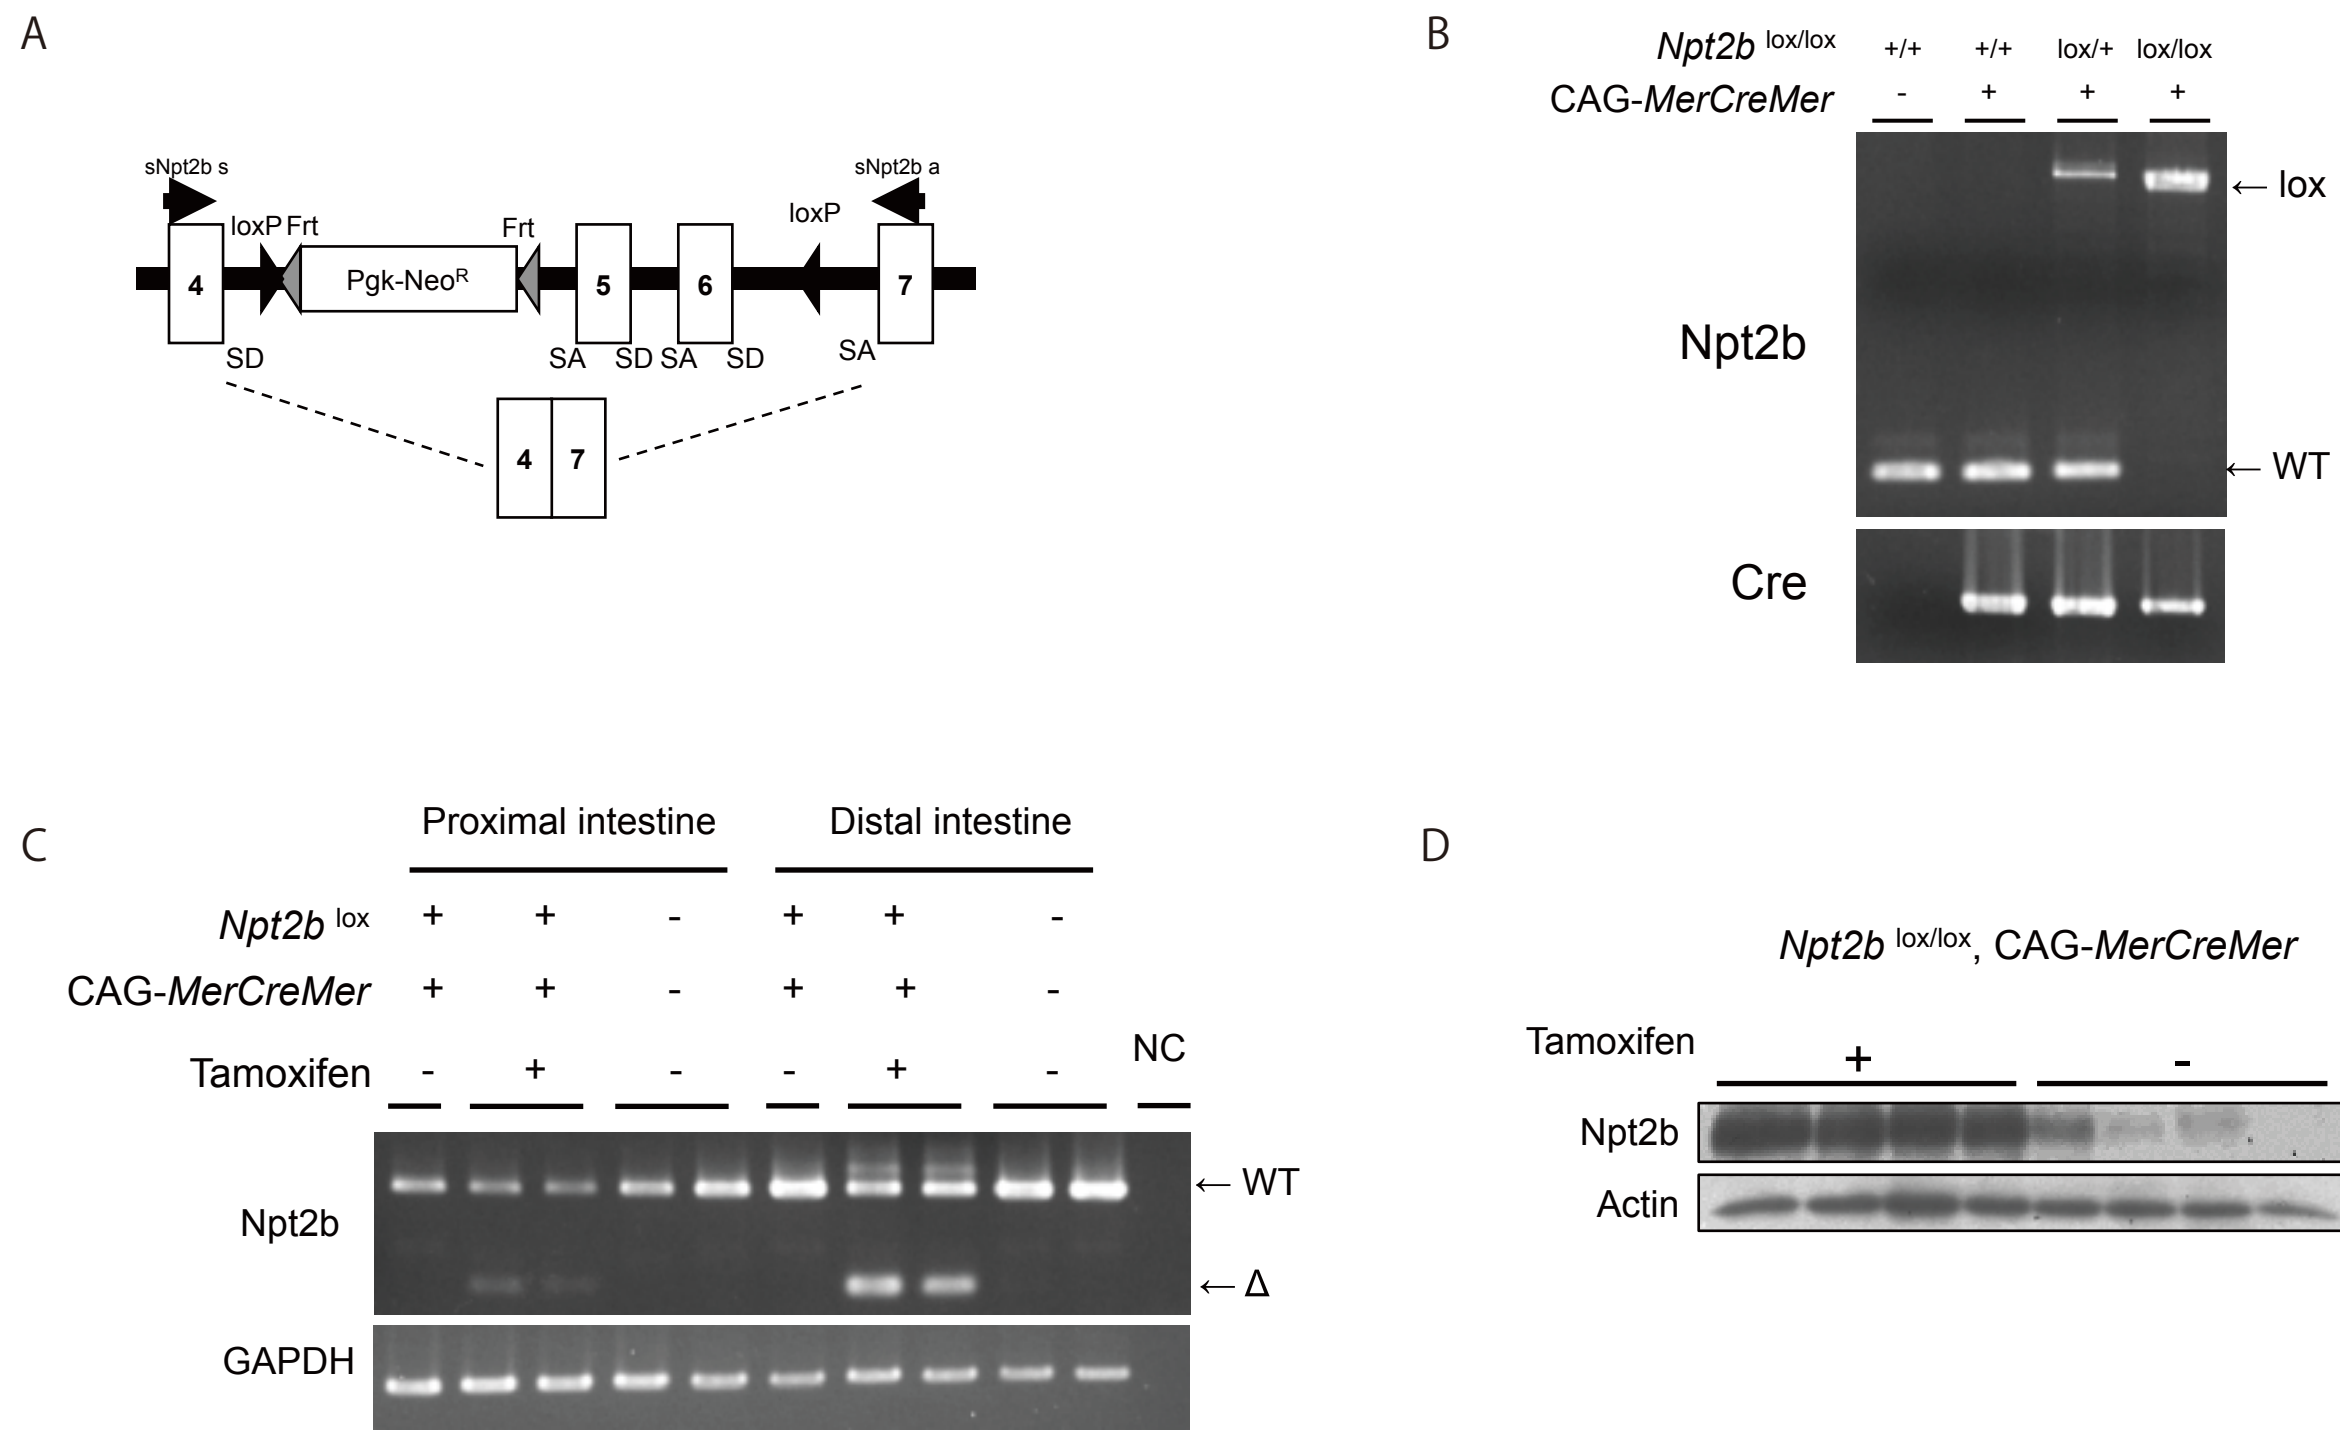 A
sNpt2b s
sNpt2b a
loxP Frt
Frt
loxP
4
Pgk-NeoR
5
6
7
SD
SA
SD
SA
SD
SA
4
7
B
Npt2b lox/lox
+/+
+/+
lox/+
lox/lox
CAG-MerCreMer
-
+
+
+
← lox
Npt2b
← WT
Cre
C
Proximal intestine
Distal intestine
Npt2b lox
+
+
-
+
+
-
CAG-MerCreMer
+
+
-
+
+
-
NC
Tamoxifen
-
+
-
-
+
-
← WT
Npt2b
← Δ
GAPDH
D
Npt2b lox/lox, CAG-MerCreMer
Tamoxifen
+
-
Npt2b
Actin